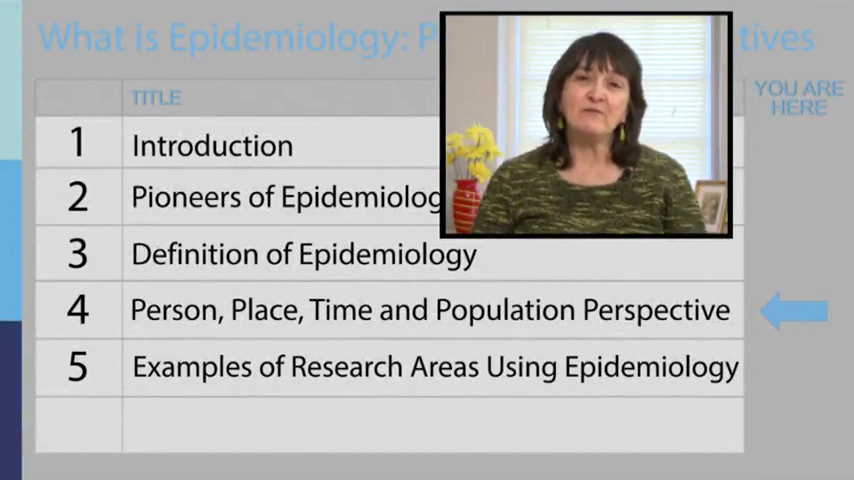 What is Epidemiology: P tives
TITLE
YOU ARE
HERE
1 Introduction
2 Pioneers of Epidemiolog
3 Definition of Epidemiology
4 Person, Place, Time and Population Perspective
5 Examples of Research Areas Using Epidemiology